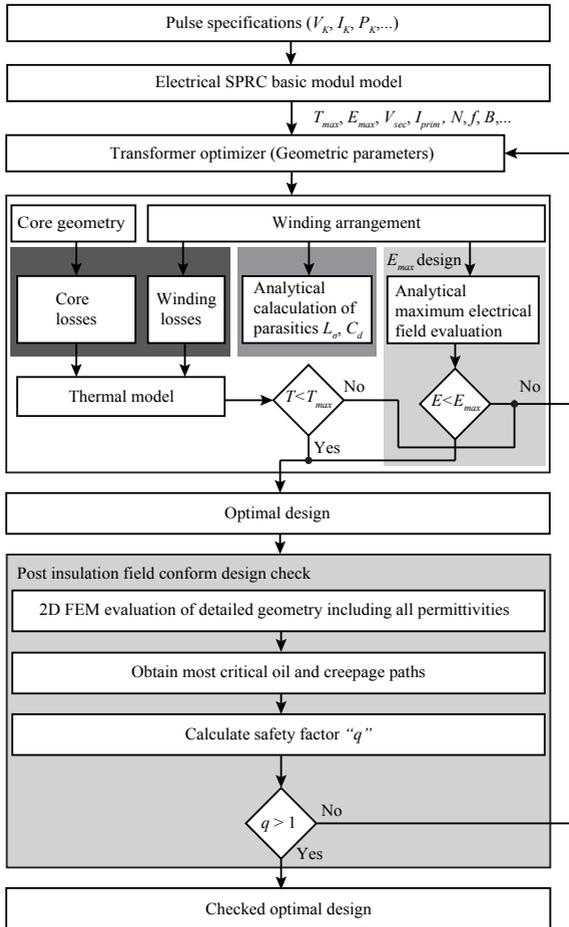 Pulse specifications (V_K, I_K, P_K,...)
Electrical SPRC basic modul model
T_max, E_max, V_sec, I_prim, N, f, B,...
Transformer optimizer (Geometric parameters)
Core geometry
Winding arrangement
E_max design
Core
losses
Winding
losses
Analytical
calaculation of
parasitics L_σ, C_d
Analytical
maximum electrical
field evaluation
Thermal model
T<T_max
No
Yes
E<E_max
No
Optimal design
Post insulation field conform design check
2D FEM evaluation of detailed geometry including all permittivities
Obtain most critical oil and creepage paths
Calculate safety factor “q”
q > 1
No
Yes
Checked optimal design